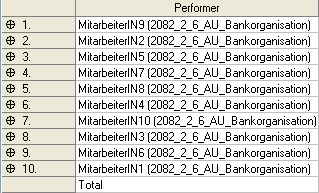 Performer
1. MitarbeiterIN9 (2082_2_6_AU_Bankorganisation)
2. MitarbeiterIN2 (2082_2_6_AU_Bankorganisation)
3. MitarbeiterIN5 (2082_2_6_AU_Bankorganisation)
4. MitarbeiterIN7 (2082_2_6_AU_Bankorganisation)
5. MitarbeiterIN8 (2082_2_6_AU_Bankorganisation)
6. MitarbeiterIN4 (2082_2_6_AU_Bankorganisation)
7. MitarbeiterIN10 (2082_2_6_AU_Bankorganisation)
8. MitarbeiterIN3 (2082_2_6_AU_Bankorganisation)
9. MitarbeiterIN6 (2082_2_6_AU_Bankorganisation)
10. MitarbeiterIN1 (2082_2_6_AU_Bankorganisation)
Total